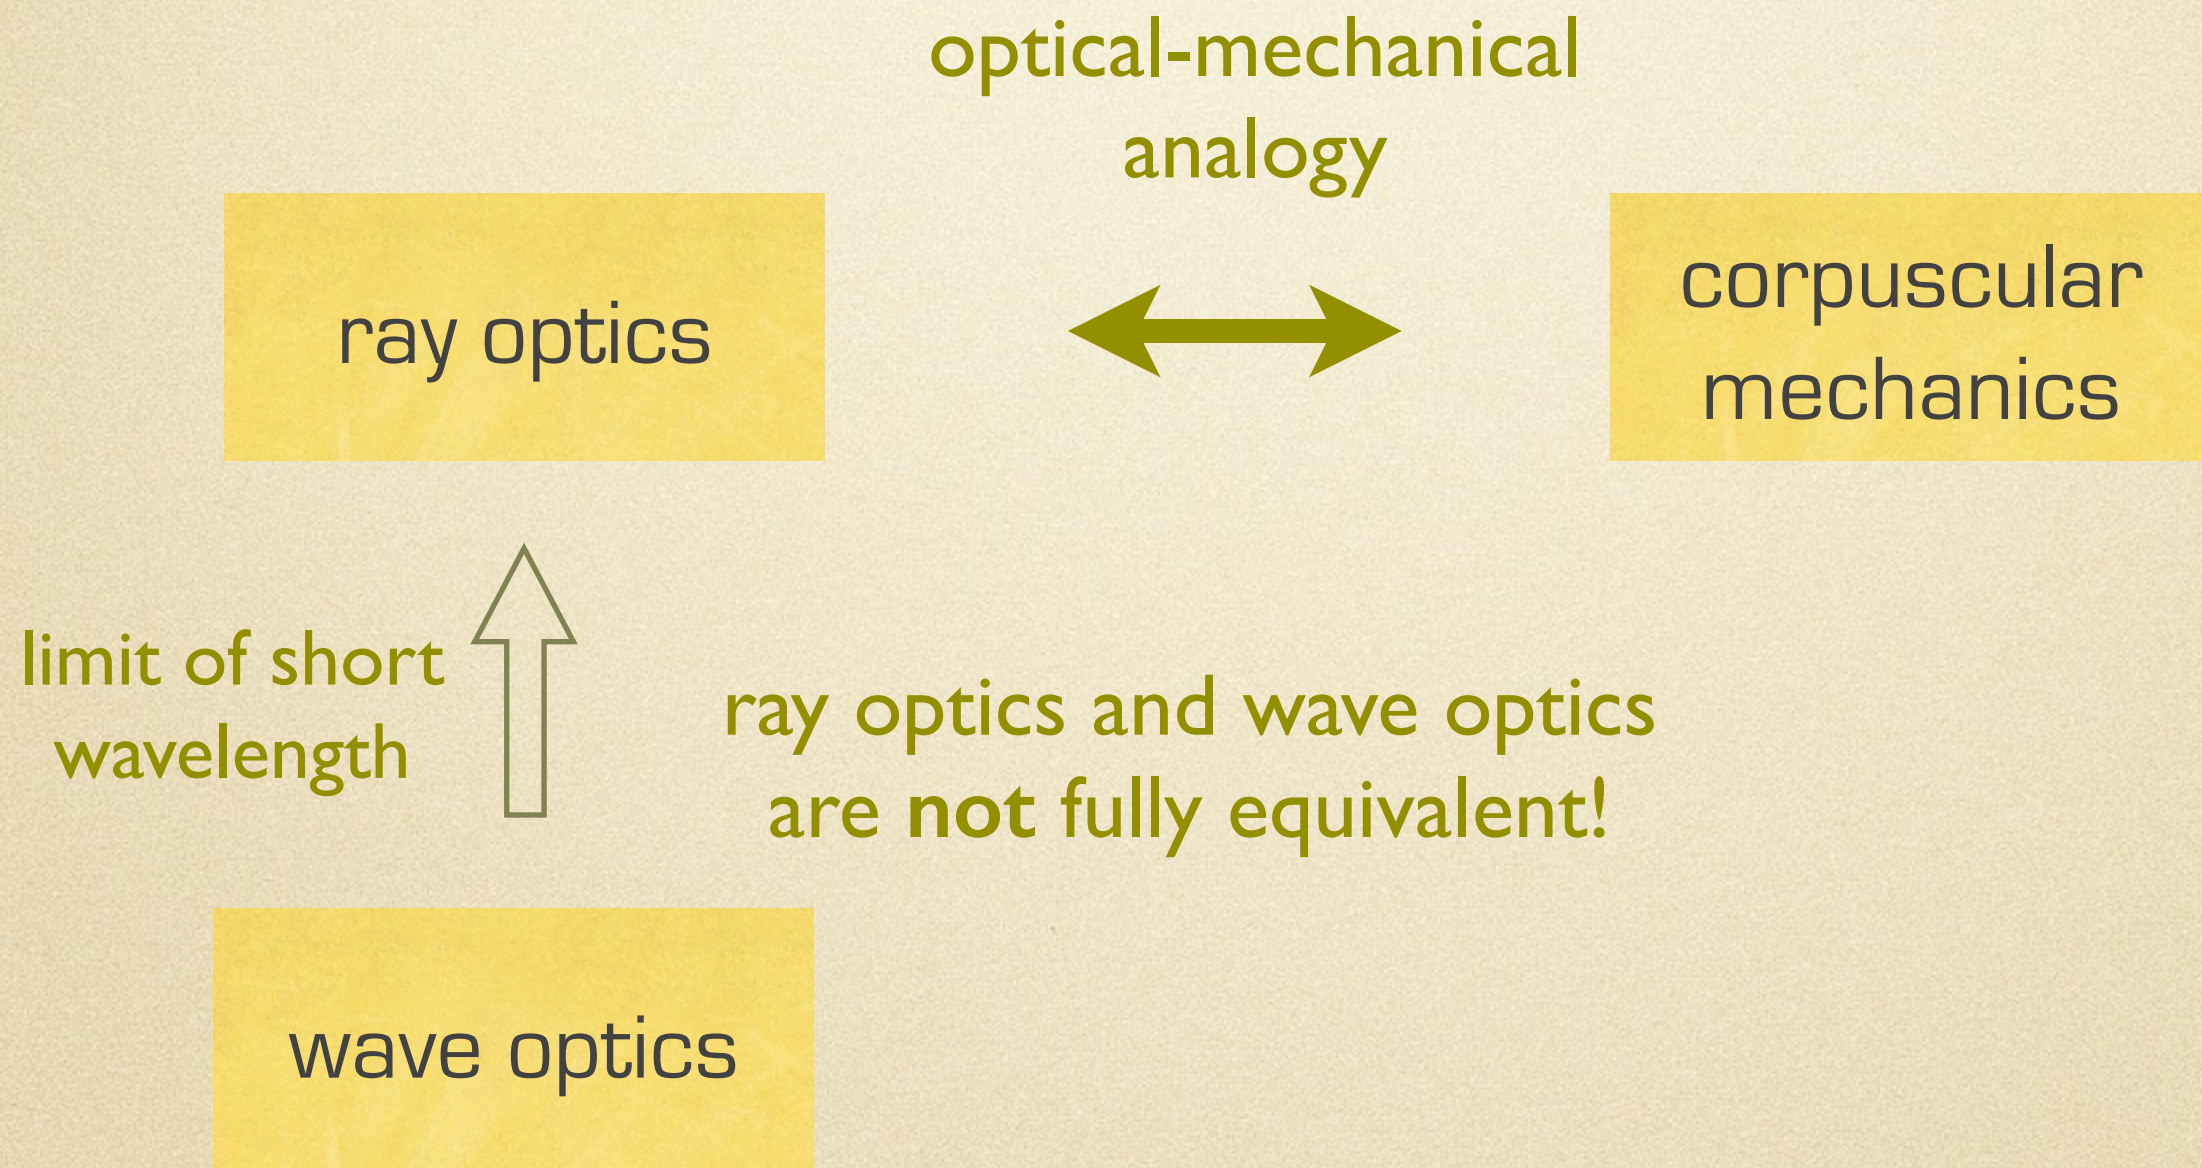 optical-mechanical
analogy
ray optics
corpuscular
mechanics
limit of short
wavelength
ray optics and wave optics
are not fully equivalent!
wave optics